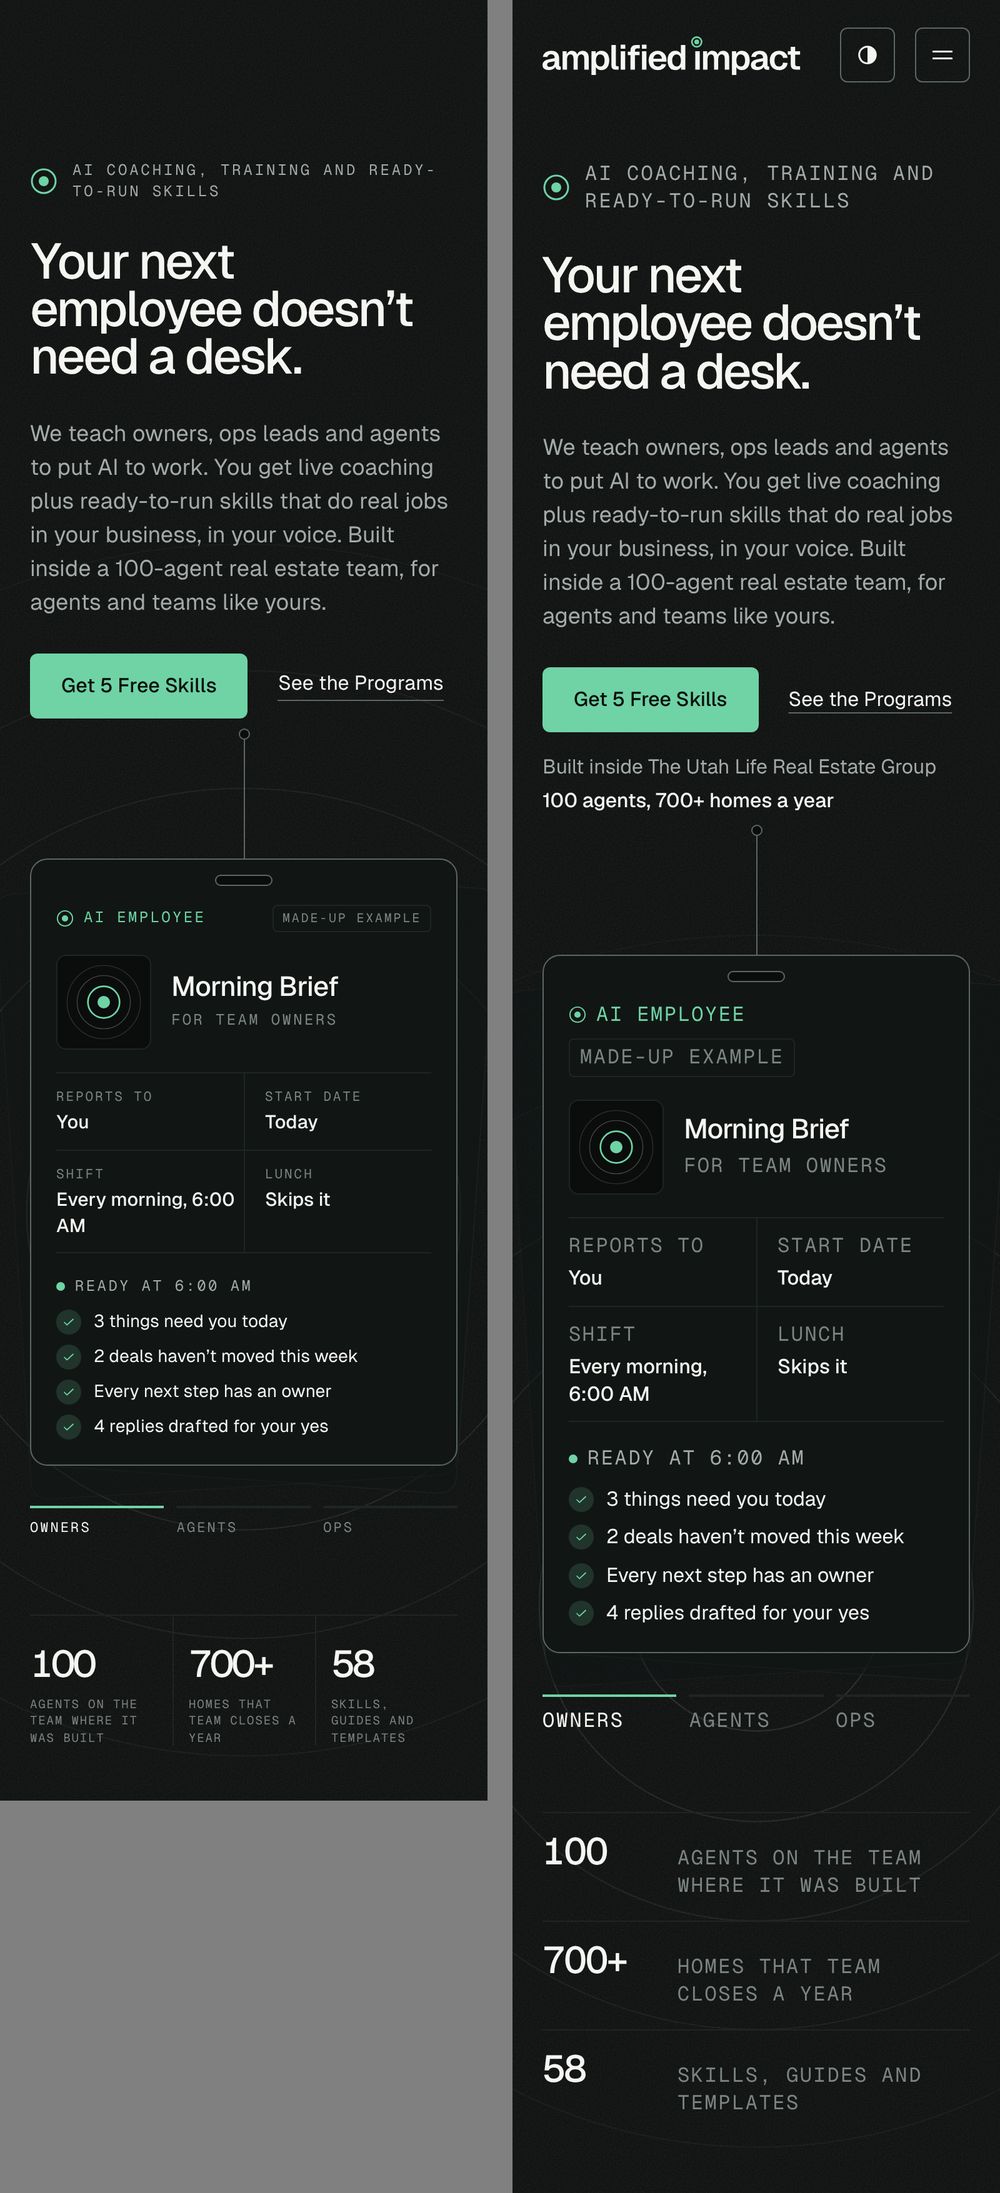 AI COACHING, TRAINING AND READY-
TO-RUN SKILLS
Your next
employee doesn’t
need a desk.
We teach owners, ops leads and agents
to put AI to work. You get live coaching
plus ready-to-run skills that do real jobs
in your business, in your voice. Built
inside a 100-agent real estate team, for
agents and teams like yours.
Get 5 Free Skills
See the Programs
AI EMPLOYEE
MADE-UP EXAMPLE
Morning Brief
FOR TEAM OWNERS
REPORTS TO
You
START DATE
Today
SHIFT
Every morning, 6:00
AM
LUNCH
Skips it
READY AT 6:00 AM
3 things need you today
2 deals haven’t moved this week
Every next step has an owner
4 replies drafted for your yes
OWNERS
AGENTS
OPS
100
AGENTS ON THE
TEAM WHERE IT
WAS BUILT
700+
HOMES THAT
TEAM CLOSES A
YEAR
58
SKILLS,
GUIDES AND
TEMPLATES
amplified impact
AI COACHING, TRAINING AND
READY-TO-RUN SKILLS
Your next
employee doesn’t
need a desk.
We teach owners, ops leads and agents
to put AI to work. You get live coaching
plus ready-to-run skills that do real jobs
in your business, in your voice. Built
inside a 100-agent real estate team, for
agents and teams like yours.
Get 5 Free Skills
See the Programs
Built inside The Utah Life Real Estate Group
100 agents, 700+ homes a year
AI EMPLOYEE
MADE-UP EXAMPLE
Morning Brief
FOR TEAM OWNERS
REPORTS TO
You
START DATE
Today
SHIFT
Every morning,
6:00 AM
LUNCH
Skips it
READY AT 6:00 AM
3 things need you today
2 deals haven’t moved this week
Every next step has an owner
4 replies drafted for your yes
OWNERS
AGENTS
OPS
100
AGENTS ON THE TEAM
WHERE IT WAS BUILT
700+
HOMES THAT TEAM
CLOSES A YEAR
58
SKILLS, GUIDES AND
TEMPLATES